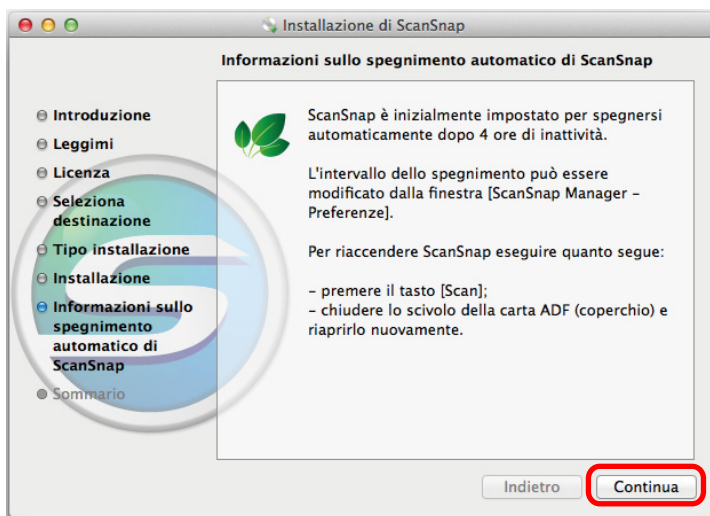 Installazione di ScanSnap
Informazioni sullo spegnimento automatico di ScanSnap
Introduzione
Leggimi
Licenza
Seleziona
destinazione
Tipo installazione
Installazione
Informazioni sullo
spegnimento
automatico di
ScanSnap
Sommario
ScanSnap è inizialmente impostato per spegnersi
automaticamente dopo 4 ore di inattività.
L'intervallo dello spegnimento può essere
modificato dalla finestra [ScanSnap Manager –
Preferenze].
Per riaccendere ScanSnap eseguire quanto segue:
– premere il tasto [Scan];
– chiudere lo scivolo della carta ADF (coperchio) e
riaprirlo nuovamente.
Indietro
Continua